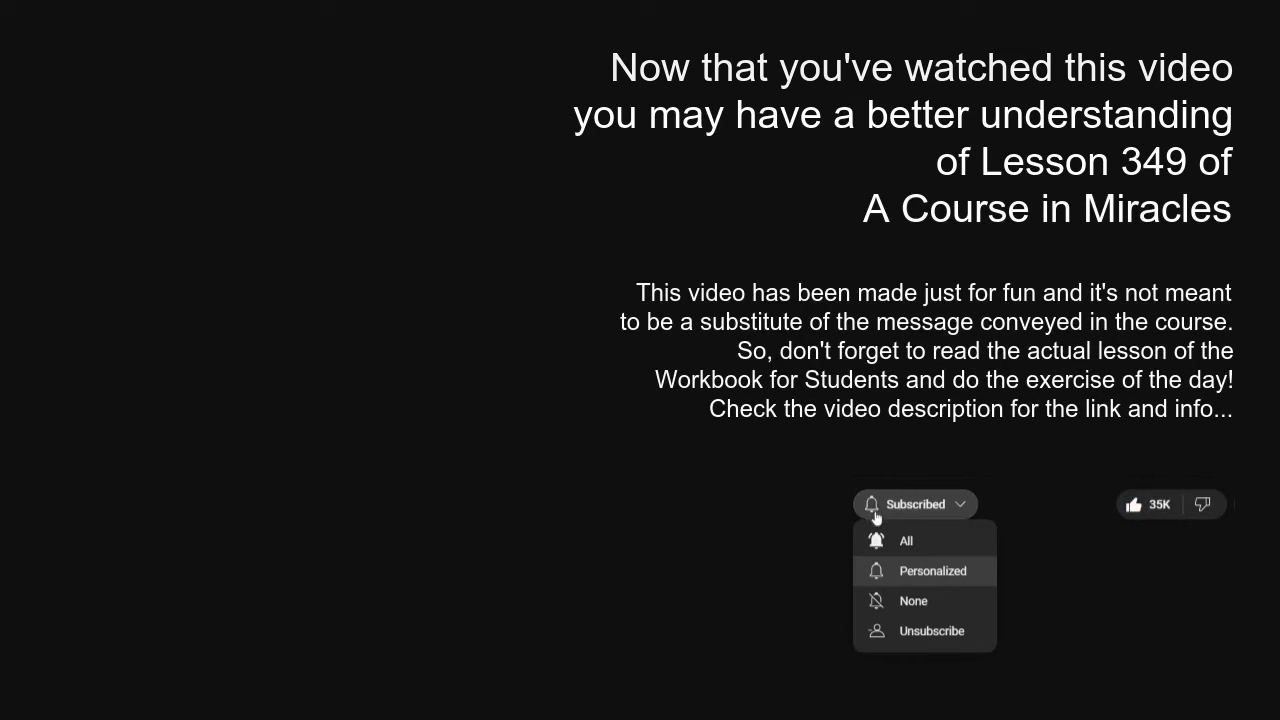 Now that you've watched this video
you may have a better understanding
of Lesson 349 of
A Course in Miracles
This video has been made just for fun and it's not meant
to be a substitute of the message conveyed in the course.
So, don't forget to read the actual lesson of the
Workbook for Students and do the exercise of the day!
Check the video description for the link and info...
Subscribed
35K
All
Personalized
None
Unsubscribe